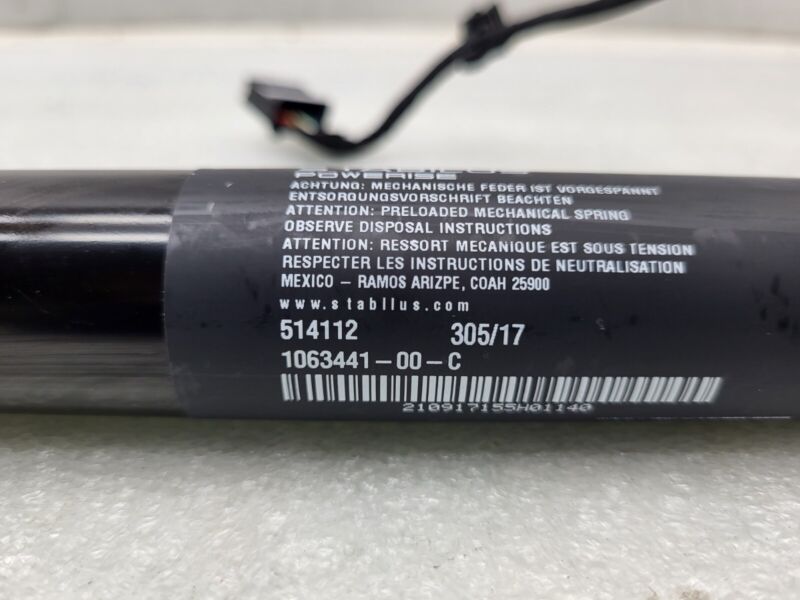 STABILUS
POWERISE
ACHTUNG: MECHANISCHE FEDER IST VORGESPANNT
ENTSORGUNGSVORSCHRIFT BEACHTEN
ATTENTION: PRELOADED MECHANICAL SPRING
OBSERVE DISPOSAL INSTRUCTIONS
ATTENTION: RESSORT MECANIQUE EST SOUS TENSION
RESPECTER LES INSTRUCTIONS DE NEUTRALISATION
MEXICO - RAMOS ARIZPE, COAH 25900
www.stabilus.com
514112 305/17
1063441-00-C
210917155H01140